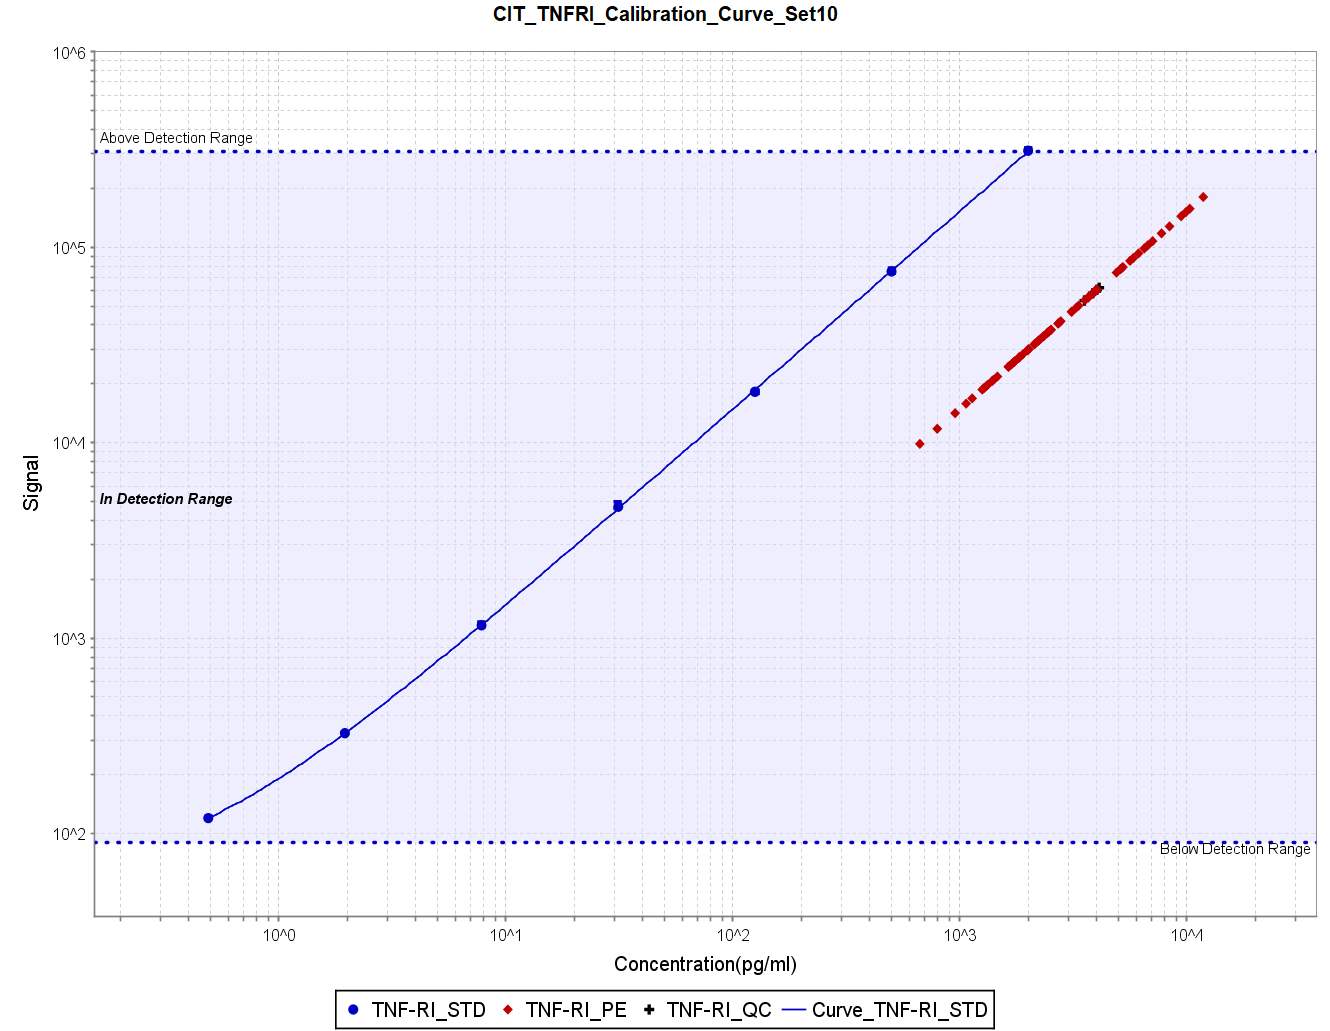 CIT_TNFRI_Calibration_Curve_Set10
10^6
Above Detection Range
10^5
10^4
Signal
In Detection Range
10^3
10^2
Below Detection Range
10^0 10^1 10^2 10^3 10^4
Concentration(pg/ml)
TNF-RI_STD TNF-RI_PE TNF-RI_QC Curve_TNF-RI_STD